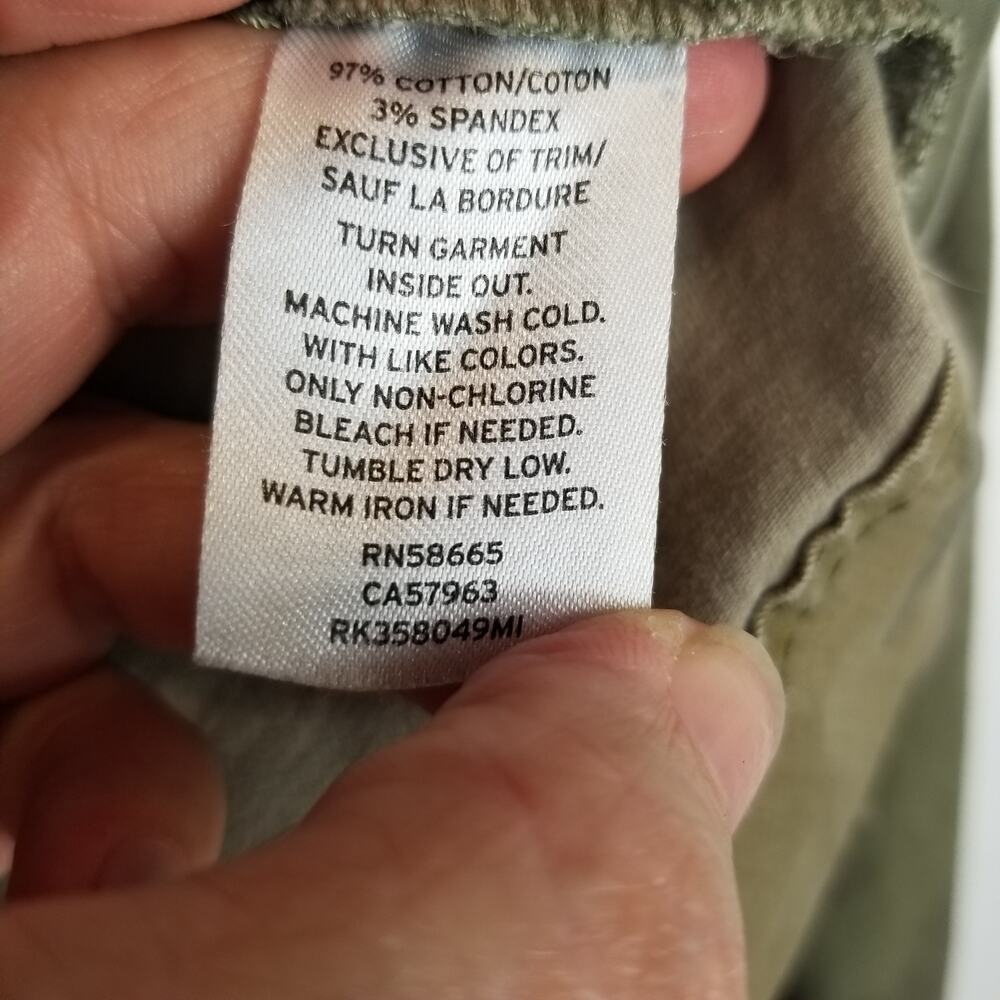 97% COTTON/COTON
3% SPANDEX
EXCLUSIVE OF TRIM/
SAUF LA BORDURE
TURN GARMENT
INSIDE OUT.
MACHINE WASH COLD.
WITH LIKE COLORS.
ONLY NON-CHLORINE
BLEACH IF NEEDED.
TUMBLE DRY LOW.
WARM IRON IF NEEDED.
RN58665
CA57963
RK358049MI